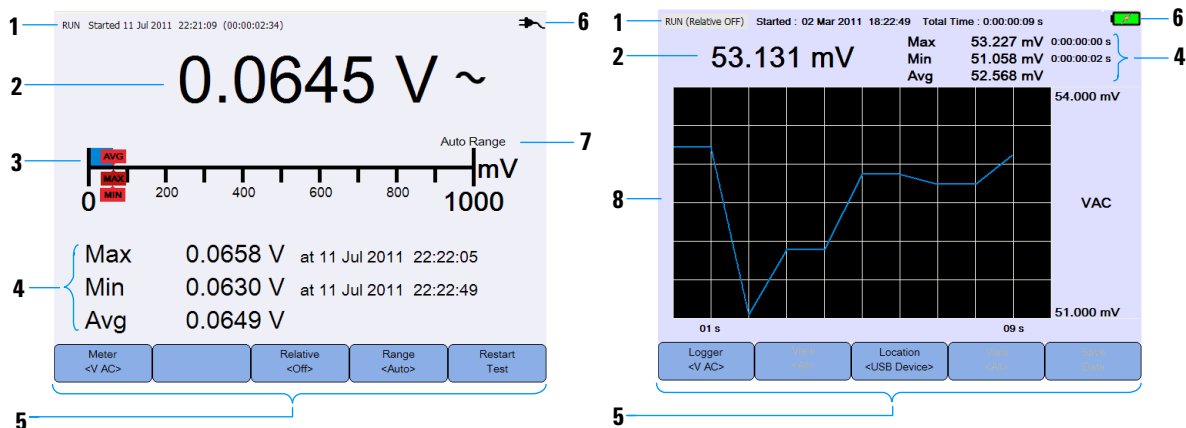 1 RUN Started 11 Jul 2011 22:21:09 (00:00:02:34) 6
2 0.0645 V ~
Auto Range 7
3 AVG
MAX
MIN
mV
0 200 400 600 800 1000
4
Max 0.0658 V at 11 Jul 2011 22:22:05
Min 0.0630 V at 11 Jul 2011 22:22:49
Avg 0.0649 V
Meter
<V AC>
Relative
<Off>
Range
<Auto>
Restart
Test
5
1 RUN (Relative OFF) Started : 02 Mar 2011 18:22:49 Total Time : 0:00:00:09 s 6
2 53.131 mV
Max 53.227 mV 0:00:00:00 s
Min 51.058 mV 0:00:00:02 s
Avg 52.568 mV
4
54.000 mV
8
VAC
51.000 mV
01 s 09 s
Logger
<V AC>
Location
<USB Device>
Save
Data
5